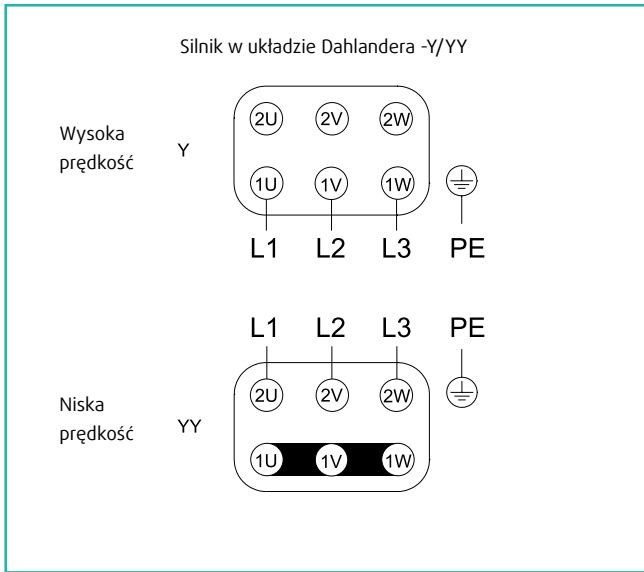 Silnik w układzie Dahlandera -Y/YY
Wysoka
prędkość
Y
2U 2V 2W
1U 1V 1W
L1 L2 L3 PE
L1 L2 L3 PE
Niska
prędkość
YY
2U 2V 2W
1U 1V 1W